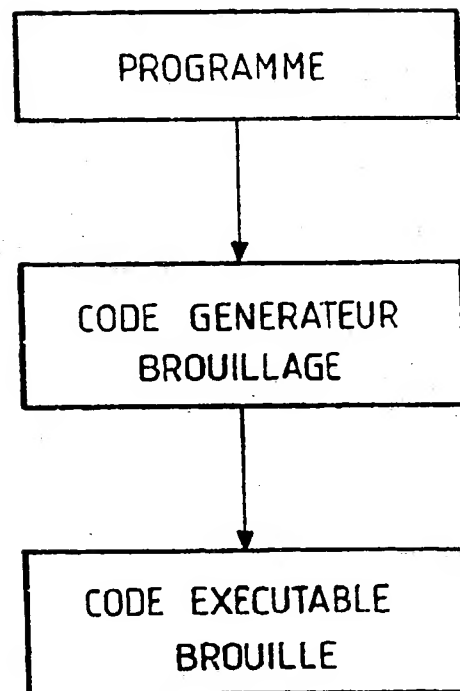 PROGRAMME
CODE GENERATEUR
BROUILLAGE
CODE EXECUTABLE
BROUILLE